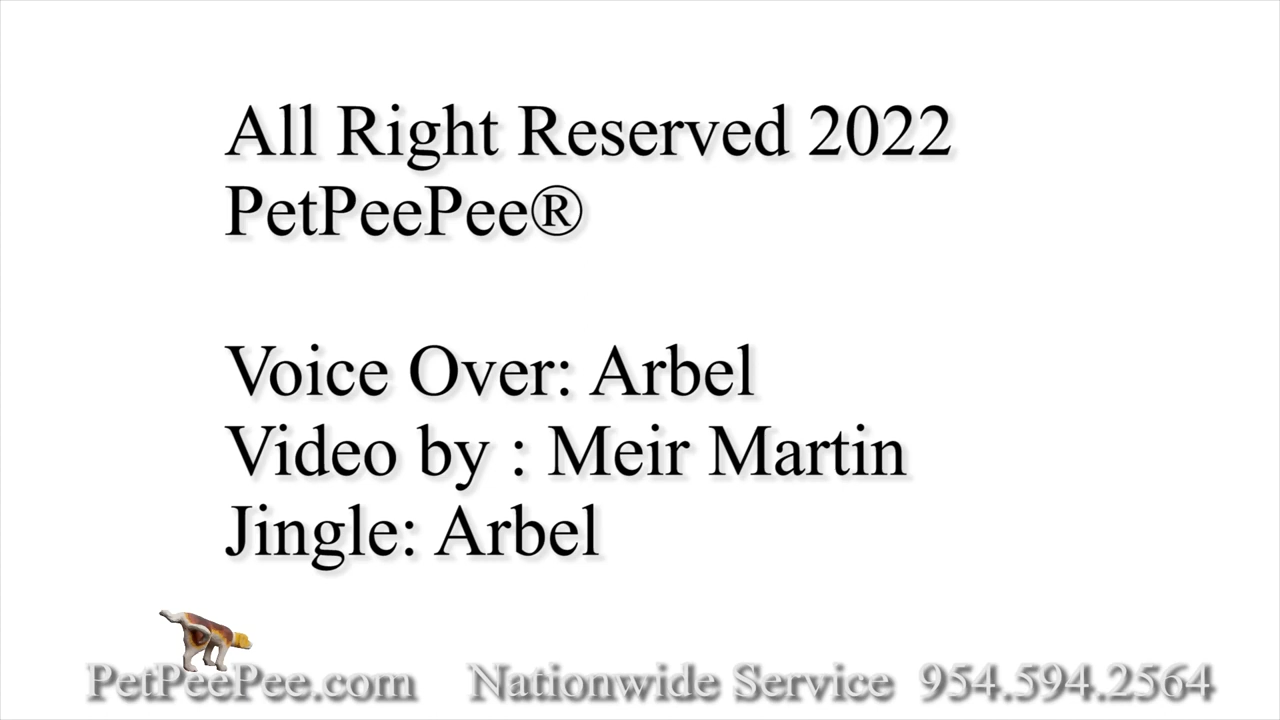 All Right Reserved 2022
PetPeePee®
Voice Over: Arbel
Video by : Meir Martin
Jingle: Arbel
PetPeePee.com Nationwide Service 954.594.2564